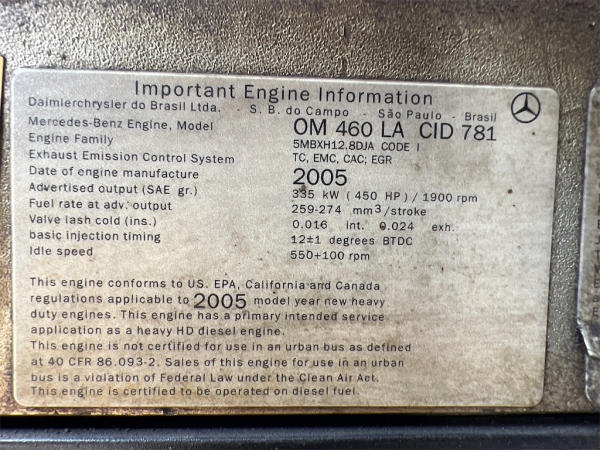 Important Engine Information
Daimlerchrysler do Brasil Ltda. - S. B. do Campo - São Paulo - Brasil
Mercedes-Benz Engine, Model OM 460 LA CID 781
Engine Family 5MBXH12.8DJA CODE I
Exhaust Emission Control System TC, EMC, CAC; EGR
Date of engine manufacture 2005
Advertised output (SAE gr.) 335 kW ( 450 HP) / 1900 rpm
Fuel rate at adv. output 259-274 mm³/stroke
Valve lash cold (ins.) 0.016 int. 0.024 exh.
basic injection timing 12±1 degrees BTDC
Idle speed 550+100 rpm
This engine conforms to US. EPA, California and Canada
regulations applicable to 2005 model year new heavy
duty engines. This engine has a primary intended service
application as a heavy HD diesel engine.
This engine is not certified for use in an urban bus as defined
at 40 CFR 86.093-2. Sales of this engine for use in an urban
bus is a violation of Federal Law under the Clean Air Act.
This engine is certified to be operated on diesel fuel.